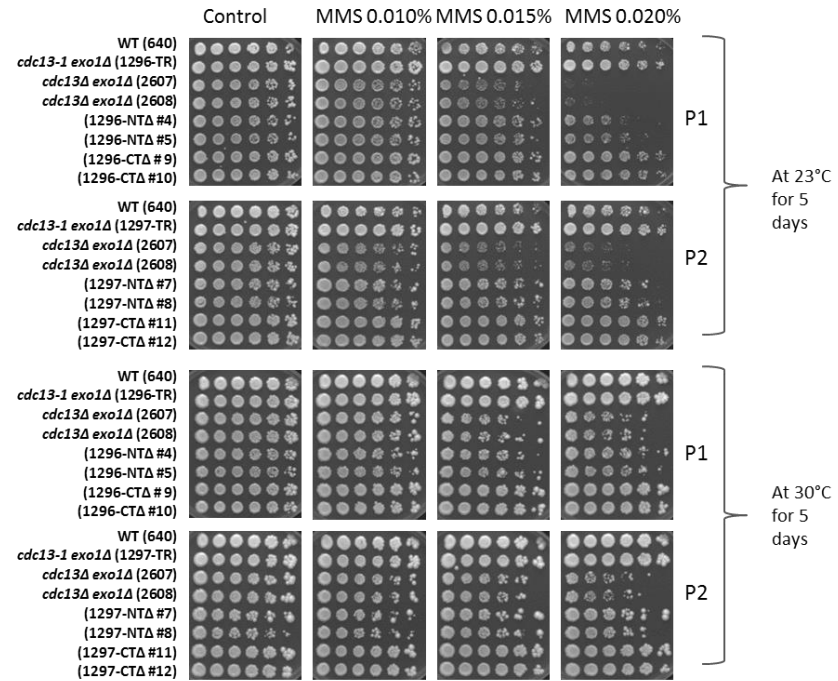 Control MMS 0.010% MMS 0.015% MMS 0.020%
WT (640)
cdc13-1 exo1Δ (1296-TR)
cdc13Δ exo1Δ (2607)
cdc13Δ exo1Δ (2608)
(1296-NTΔ #4)
(1296-NTΔ #5)
(1296-CTΔ # 9)
(1296-CTΔ #10)
P1
WT (640)
cdc13-1 exo1Δ (1297-TR)
cdc13Δ exo1Δ (2607)
cdc13Δ exo1Δ (2608)
(1297-NTΔ #7)
(1297-NTΔ #8)
(1297-CTΔ #11)
(1297-CTΔ #12)
P2
At 23°C
for 5
days
WT (640)
cdc13-1 exo1Δ (1296-TR)
cdc13Δ exo1Δ (2607)
cdc13Δ exo1Δ (2608)
(1296-NTΔ #4)
(1296-NTΔ #5)
(1296-CTΔ # 9)
(1296-CTΔ #10)
P1
WT (640)
cdc13-1 exo1Δ (1297-TR)
cdc13Δ exo1Δ (2607)
cdc13Δ exo1Δ (2608)
(1297-NTΔ #7)
(1297-NTΔ #8)
(1297-CTΔ #11)
(1297-CTΔ #12)
P2
At 30°C
for 5
days